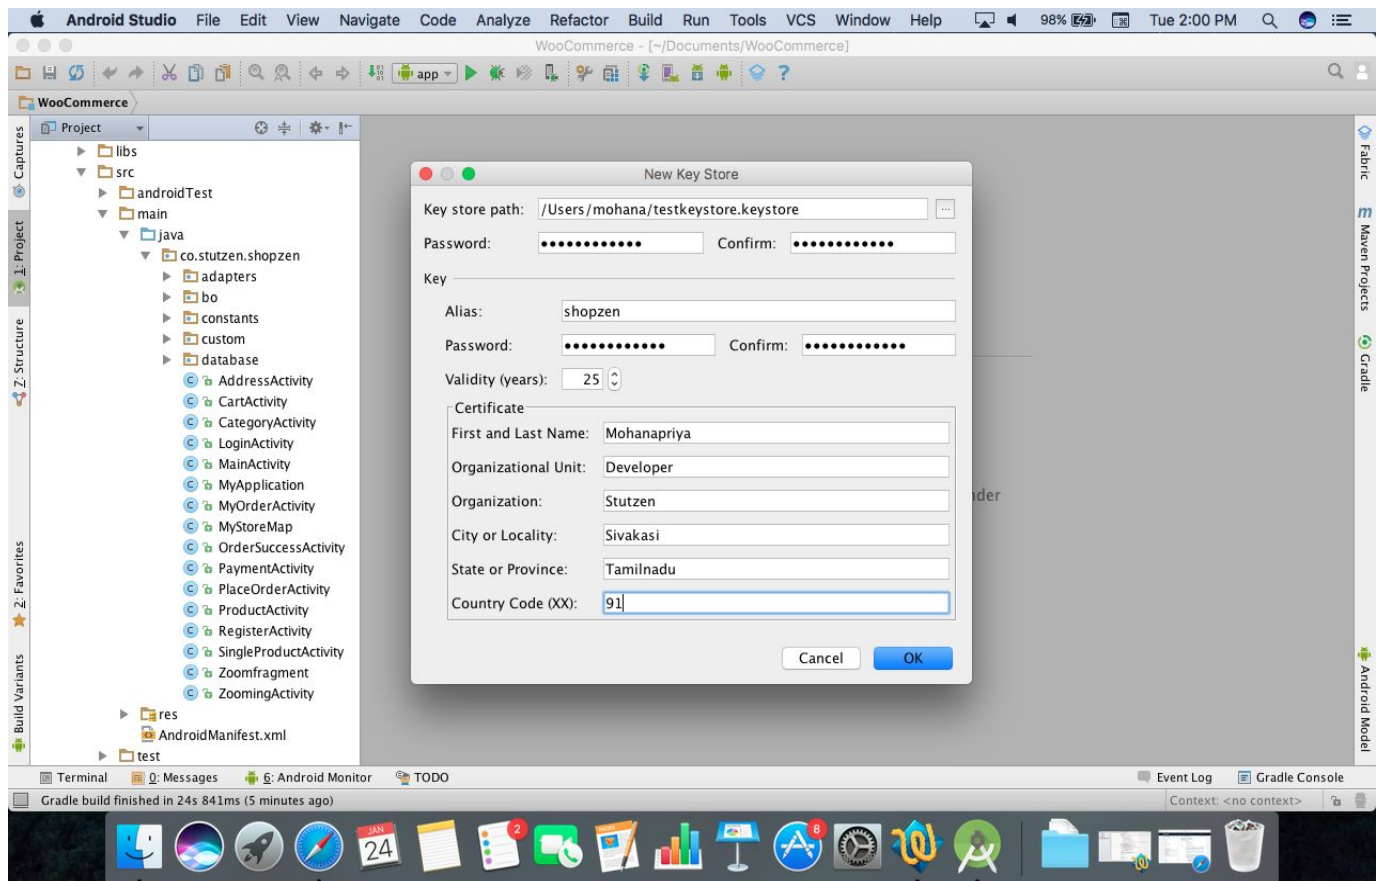 Android Studio File Edit View Navigate Code Analyze Refactor Build Run Tools VCS Window Help 98% Tue 2:00 PM
WooCommerce - [~/Documents/WooCommerce]
app
WooCommerce
Project
libs
src
androidTest
main
java
co.stutzen.shopzen
adapters
bo
constants
custom
database
AddressActivity
CartActivity
CategoryActivity
LoginActivity
MainActivity
MyApplication
MyOrderActivity
MyStoreMap
OrderSuccessActivity
PaymentActivity
PlaceOrderActivity
ProductActivity
RegisterActivity
SingleProductActivity
Zoomfragment
ZoomingActivity
res
AndroidManifest.xml
test
Captures
1: Project
7: Structure
2: Favorites
Build Variants
New Key Store
Key store path: /Users/mohana/testkeystore.keystore ...
Password: •••••••••••• Confirm: ••••••••••••
Key
Alias: shopzen
Password: •••••••••••• Confirm: ••••••••••••
Validity (years): 25
Certificate
First and Last Name: Mohanapriya
Organizational Unit: Developer
Organization: Stutzen
City or Locality: Sivakasi
State or Province: Tamilnadu
Country Code (XX): 91
Cancel OK
Fabric
m Maven Projects
Gradle
Android Model
Terminal 0: Messages 6: Android Monitor TODO Event Log Gradle Console
Gradle build finished in 24s 841ms (5 minutes ago) Context: <no context>
JAN
24
2
PAGES
8